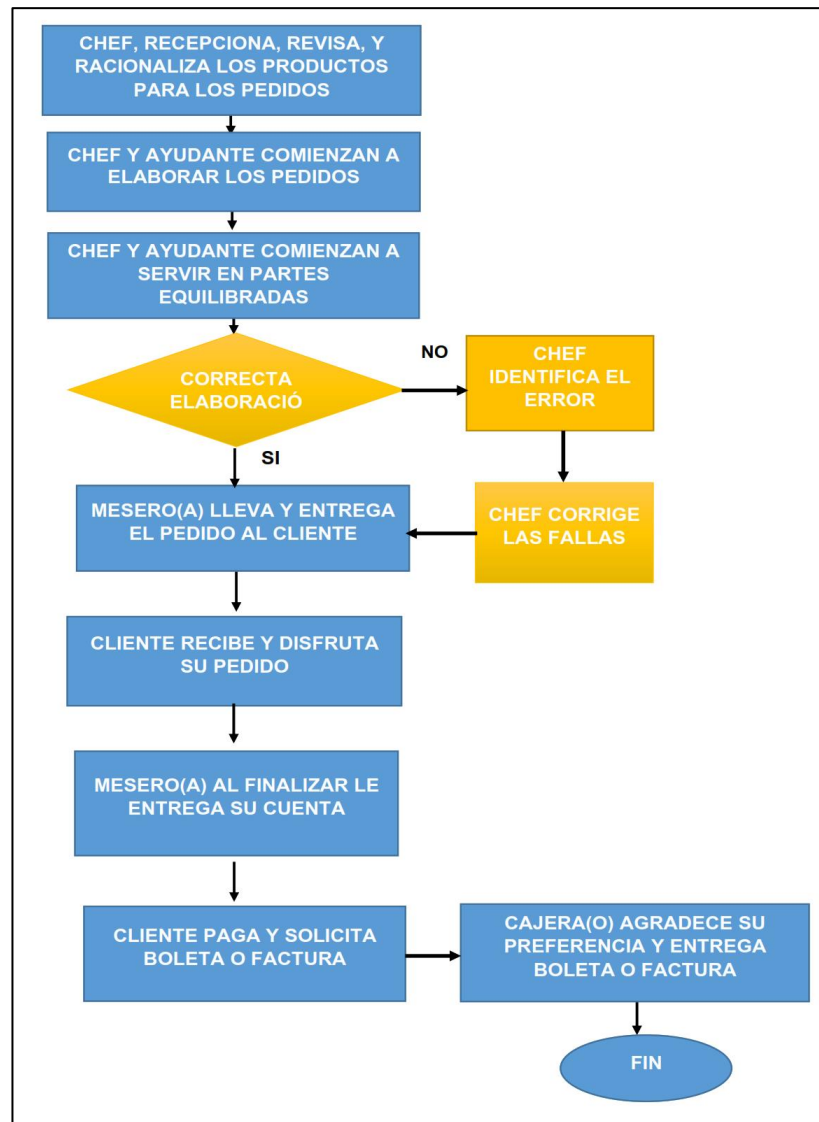 CHEF, RECEPCIONA, REVISA, Y
RACIONALIZA LOS PRODUCTOS
PARA LOS PEDIDOS
CHEF Y AYUDANTE COMIENZAN A
ELABORAR LOS PEDIDOS
CHEF Y AYUDANTE COMIENZAN A
SERVIR EN PARTES
EQUILIBRADAS
CORRECTA
ELABORACIÓ
NO
CHEF
IDENTIFICA EL
ERROR
SI
CHEF CORRIGE
LAS FALLAS
MESERO(A) LLEVA Y ENTREGA
EL PEDIDO AL CLIENTE
CLIENTE RECIBE Y DISFRUTA
SU PEDIDO
MESERO(A) AL FINALIZAR LE
ENTREGA SU CUENTA
CLIENTE PAGA Y SOLICITA
BOLETA O FACTURA
CAJERA(O) AGRADECE SU
PREFERENCIA Y ENTREGA
BOLETA O FACTURA
FIN